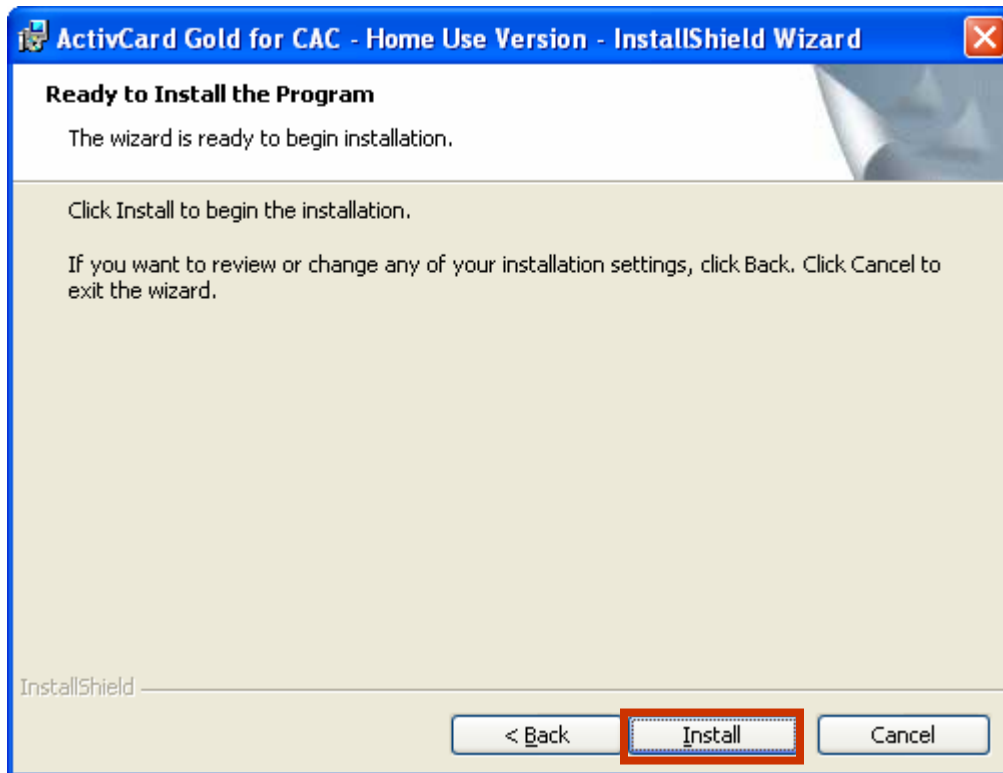 ActivCard Gold for CAC - Home Use Version - InstallShield Wizard
Ready to Install the Program
The wizard is ready to begin installation.
Click Install to begin the installation.
If you want to review or change any of your installation settings, click Back. Click Cancel to
exit the wizard.
InstallShield
< Back
Install
Cancel